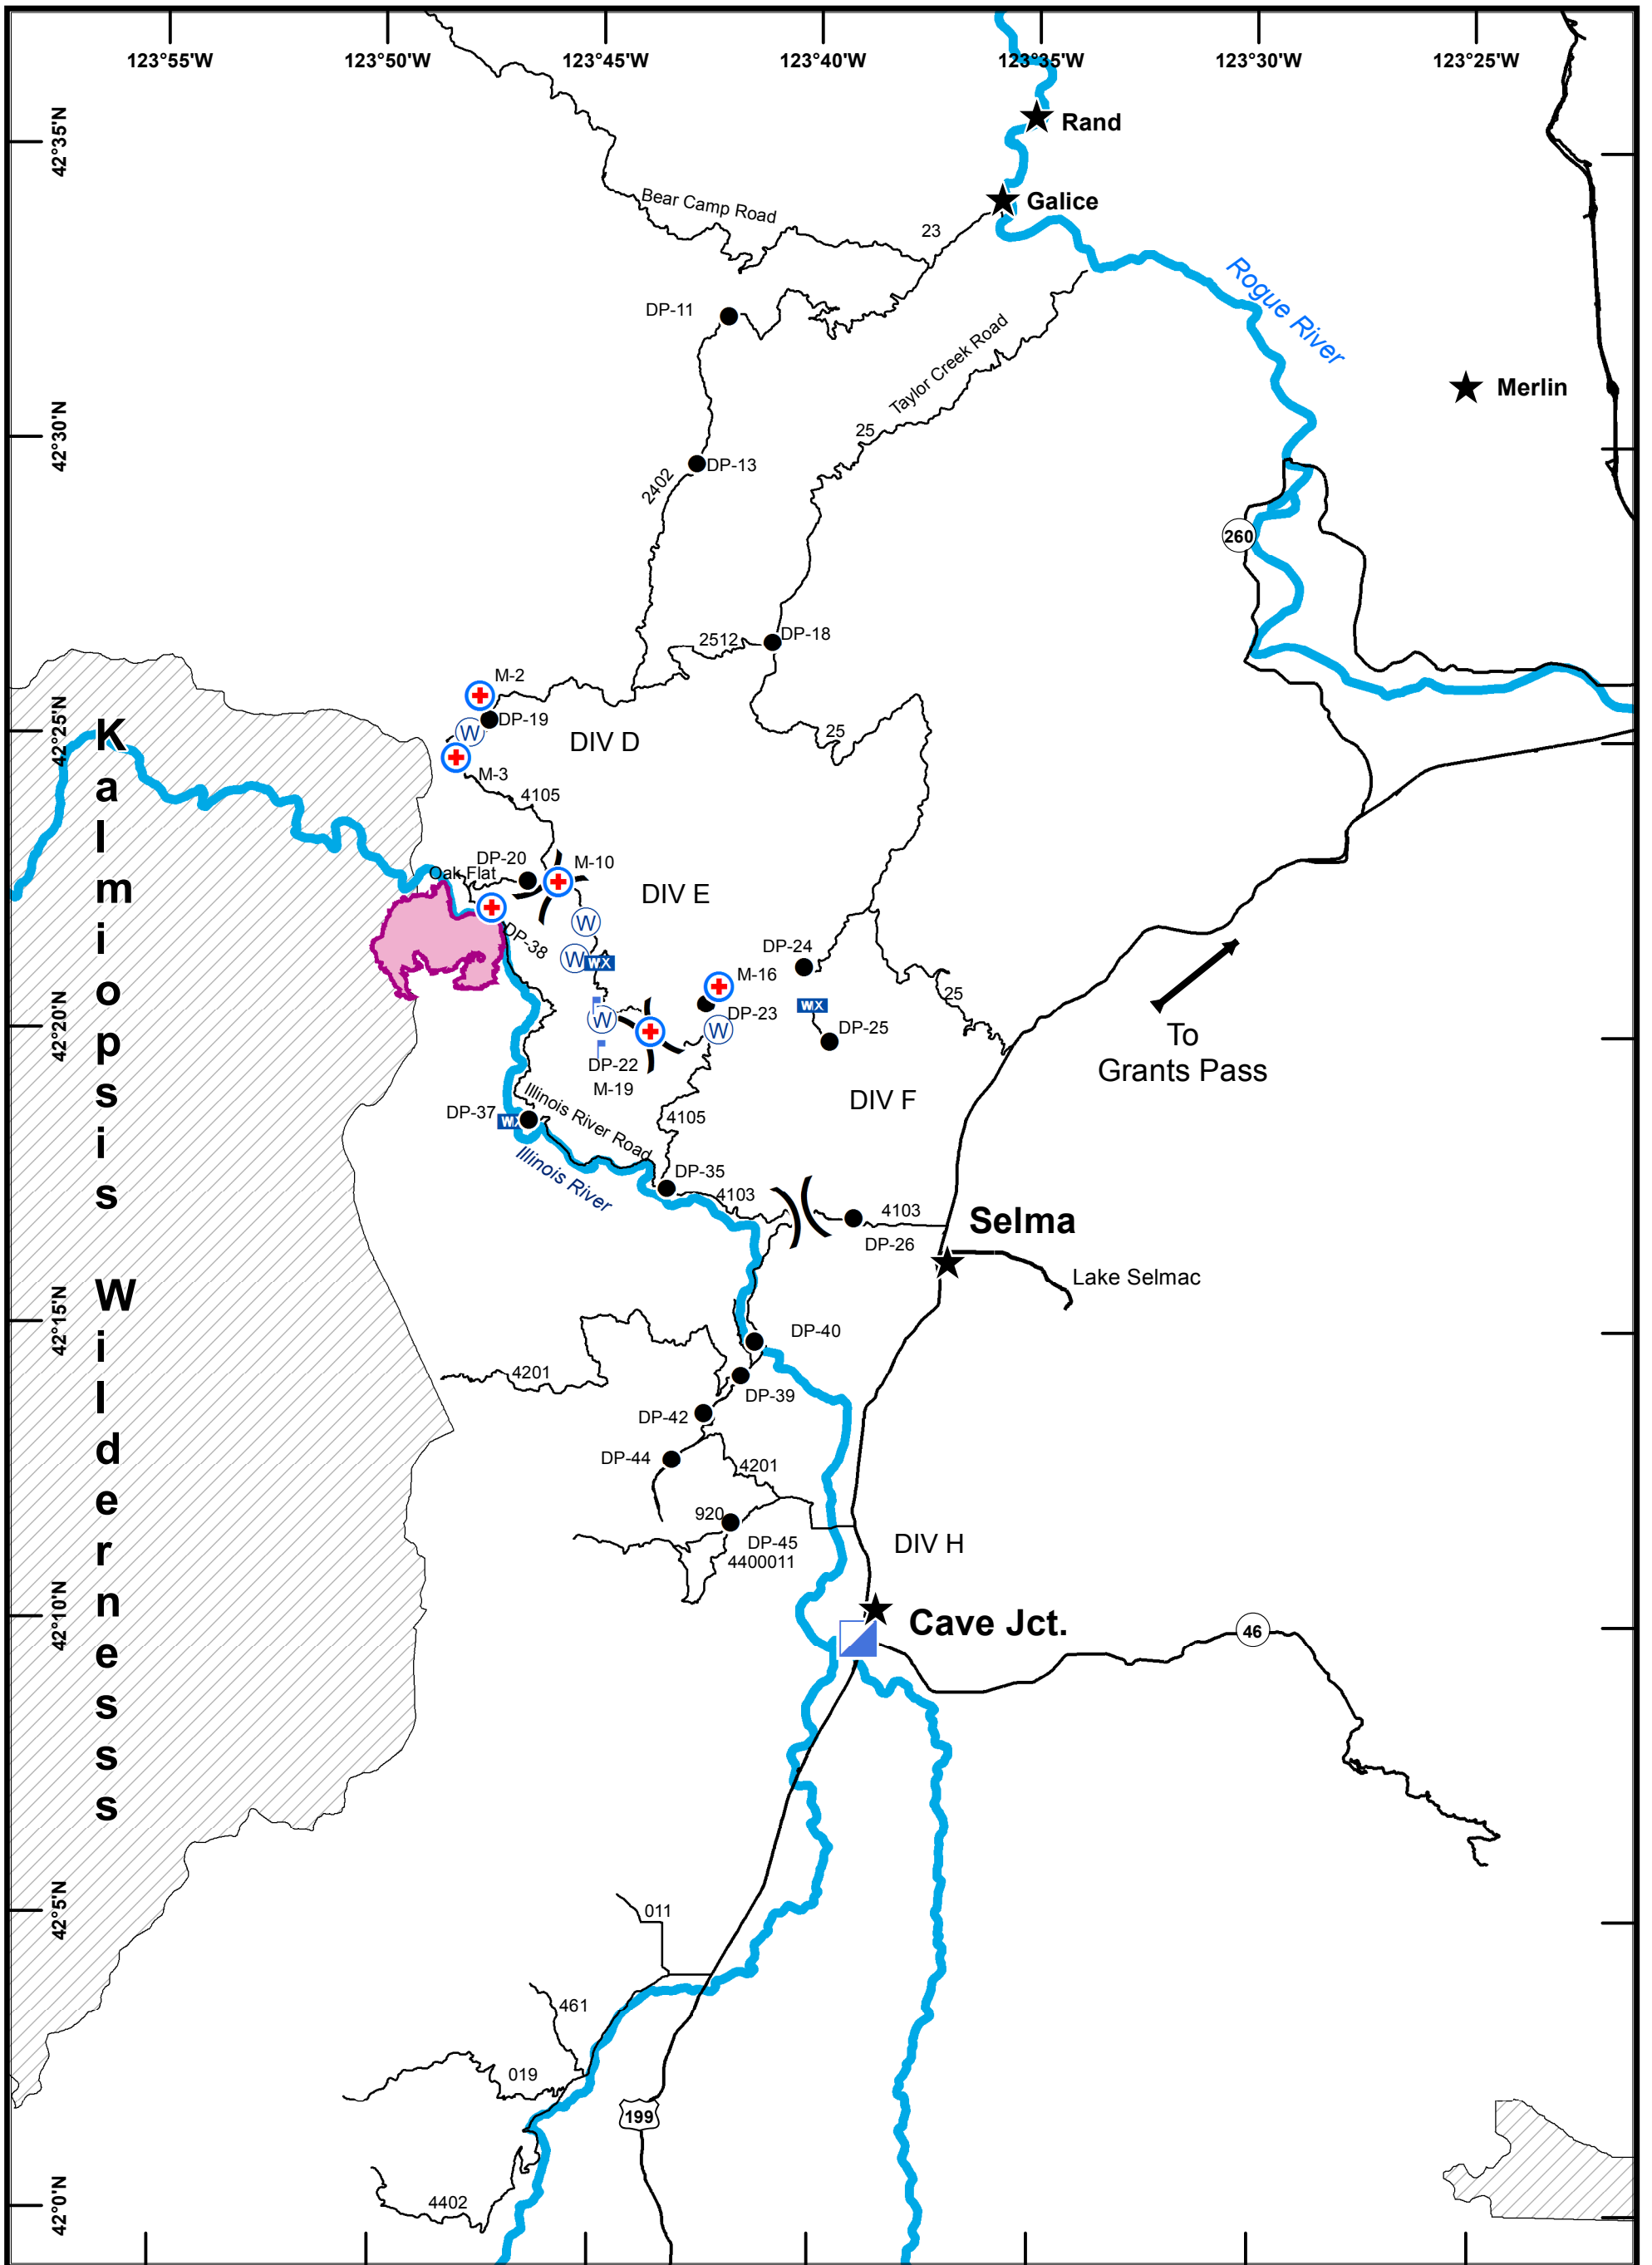 123°55'W
123°50'W
123°45'W
123°40'W
123°35'W
123°30'W
123°25'W
42°35'N
Rand
Galice
Bear Camp Road
23
Rogue River
DP-11
Taylor Creek Road
Merlin
42°30'N
25
DP-13
2402
260
DP-18
2512
M-2
DP-19
42°25'N
W
DIV D
25
M-3
4105
Kalmiopsis Wilderness
DP-20
M-10
Oak Flat
DIV E
W
DP-38
DP-24
W
WX
M-16
25
WX
DP-23
42°20'N
W
W
DP-25
To
Grants Pass
DP-22
M-19
DIV F
DP-37
WX
Illinois River Road
4105
Illinois River
DP-35
4103
4103
Selma
DP-26
Lake Selmac
42°15'N
DP-40
4201
DP-39
DP-42
DP-44
4201
920
DP-45
4400011
DIV H
42°10'N
Cave Jct.
46
42°5'N
011
461
019
199
4402
42°0'N